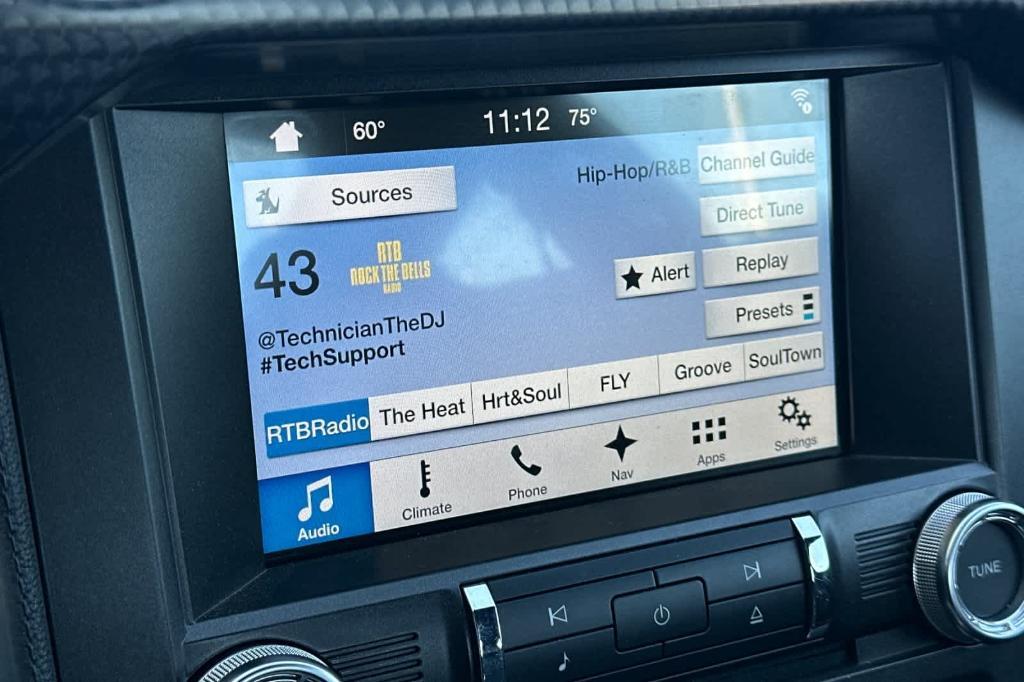 60° 11:12 75°
Sources
Hip-Hop/R&B
Channel Guide
Direct Tune
43
RTB
ROCK THE BELLS
RADIO
Alert
Replay
Presets
@TechnicianTheDJ
#TechSupport
RTBRadio The Heat Hrt&Soul FLY Groove SoulTown
Audio Climate Phone Nav Apps Settings
TUNE